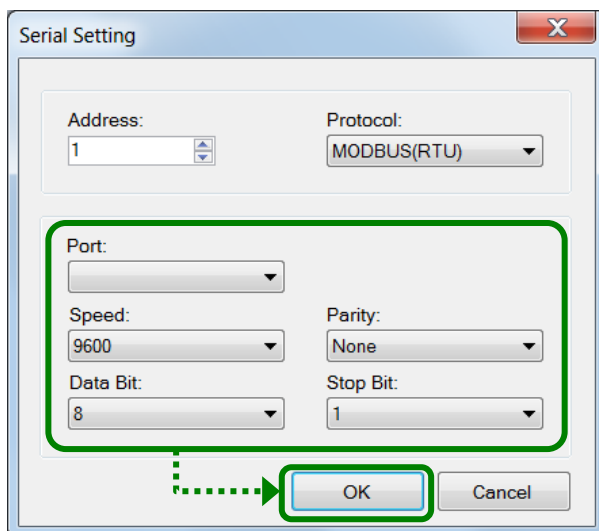 Serial Setting
Address: Protocol:
1 MODBUS(RTU)
Port:
Speed: Parity:
9600 None
Data Bit: Stop Bit:
8 1
OK Cancel